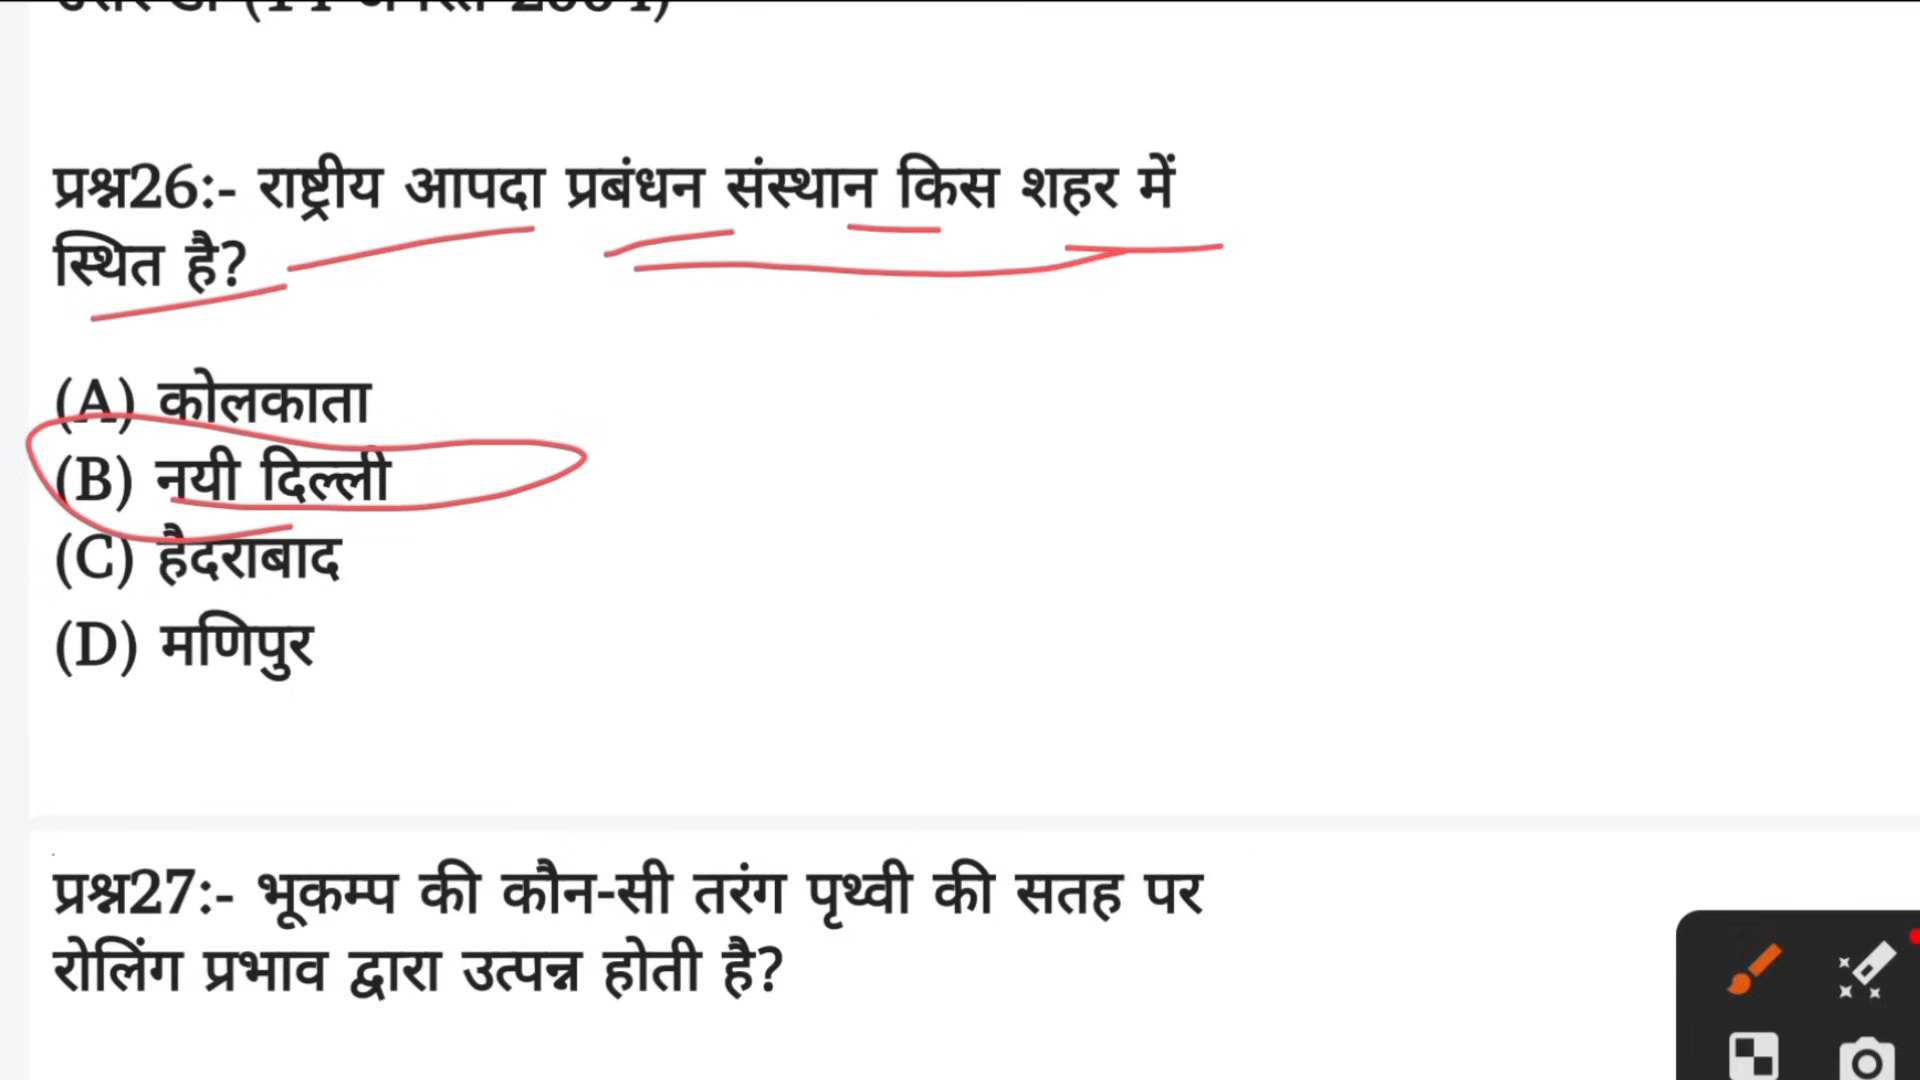 प्रश्न26:- राष्ट्रीय आपदा प्रबंधन संस्थान किस शहर में
स्थित है?
(A) कोलकाता
(B) नयी दिल्ली
(C) हैदराबाद
(D) मणिपुर
प्रश्न27:- भूकम्प की कौन-सी तरंग पृथ्वी की सतह पर
रोलिंग प्रभाव द्वारा उत्पन्न होती है?